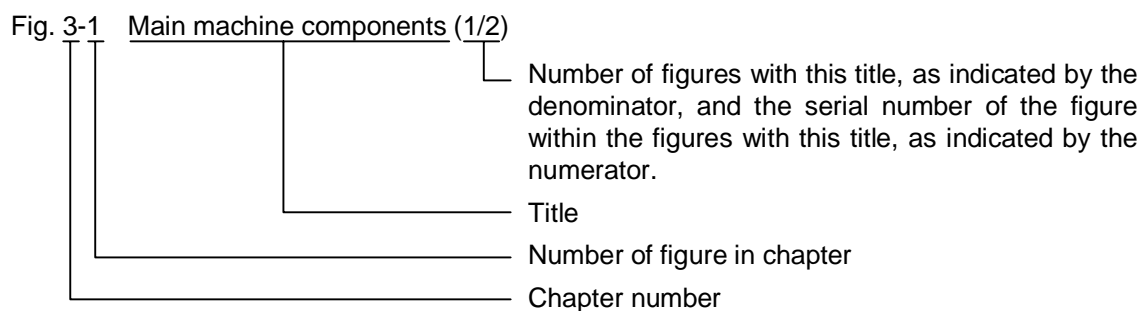 Fig. 3-1 Main machine components (1/2)
Number of figures with this title, as indicated by the
denominator, and the serial number of the figure
within the figures with this title, as indicated by the
numerator.
Title
Number of figure in chapter
Chapter number